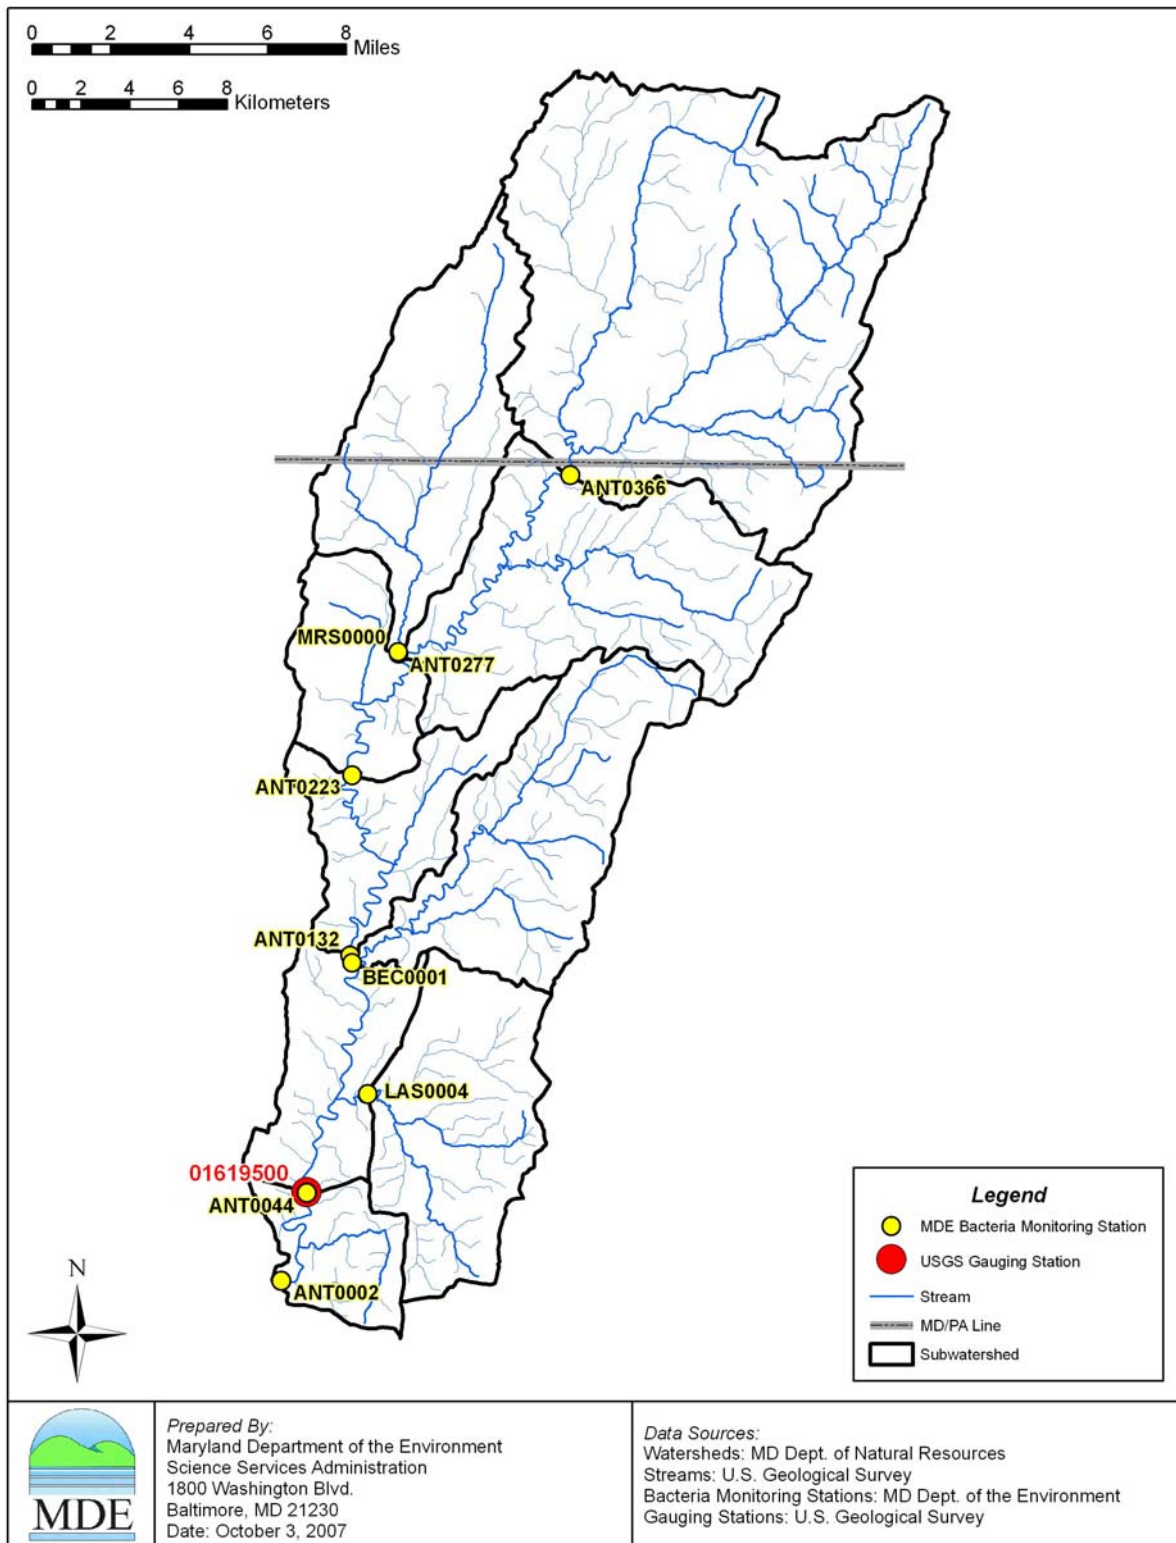 0 2 4 6 8
Miles
0 2 4 6 8
Kilometers
ANT0366
MRS0000
ANT0277
ANT0223
ANT0132
BEC0001
LAS0004
01619500
ANT0044
ANT0002
N
Legend
MDE Bacteria Monitoring Station
USGS Gauging Station
Stream
MD/PA Line
Subwatershed
MDE
Prepared By:
Maryland Department of the Environment
Science Services Administration
1800 Washington Blvd.
Baltimore, MD 21230
Date: October 3, 2007
Data Sources:
Watersheds: MD Dept. of Natural Resources
Streams: U.S. Geological Survey
Bacteria Monitoring Stations: MD Dept. of the Environment
Gauging Stations: U.S. Geological Survey